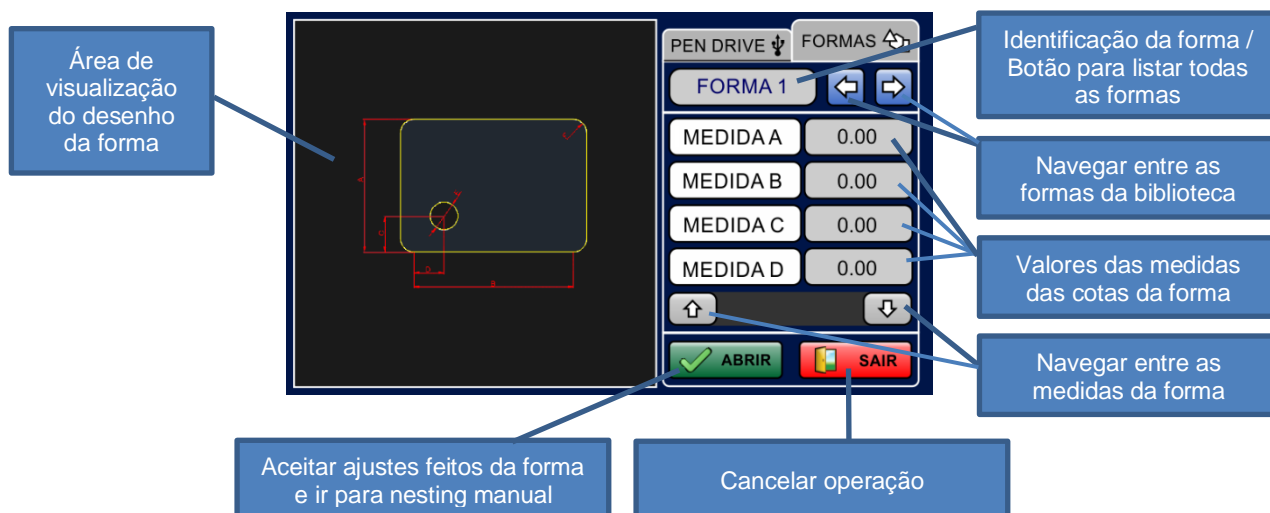 Área de
visualização
do desenho
da forma
PEN DRIVE
FORMAS
FORMA 1
MEDIDA A
0.00
MEDIDA B
0.00
MEDIDA C
0.00
MEDIDA D
0.00
ABRIR
SAIR
A
B
D
Identificação da forma /
Botão para listar todas
as formas
Navegar entre as
formas da biblioteca
Valores das medidas
das cotas da forma
Navegar entre as
medidas da forma
Aceitar ajustes feitos da forma
e ir para nesting manual
Cancelar operação